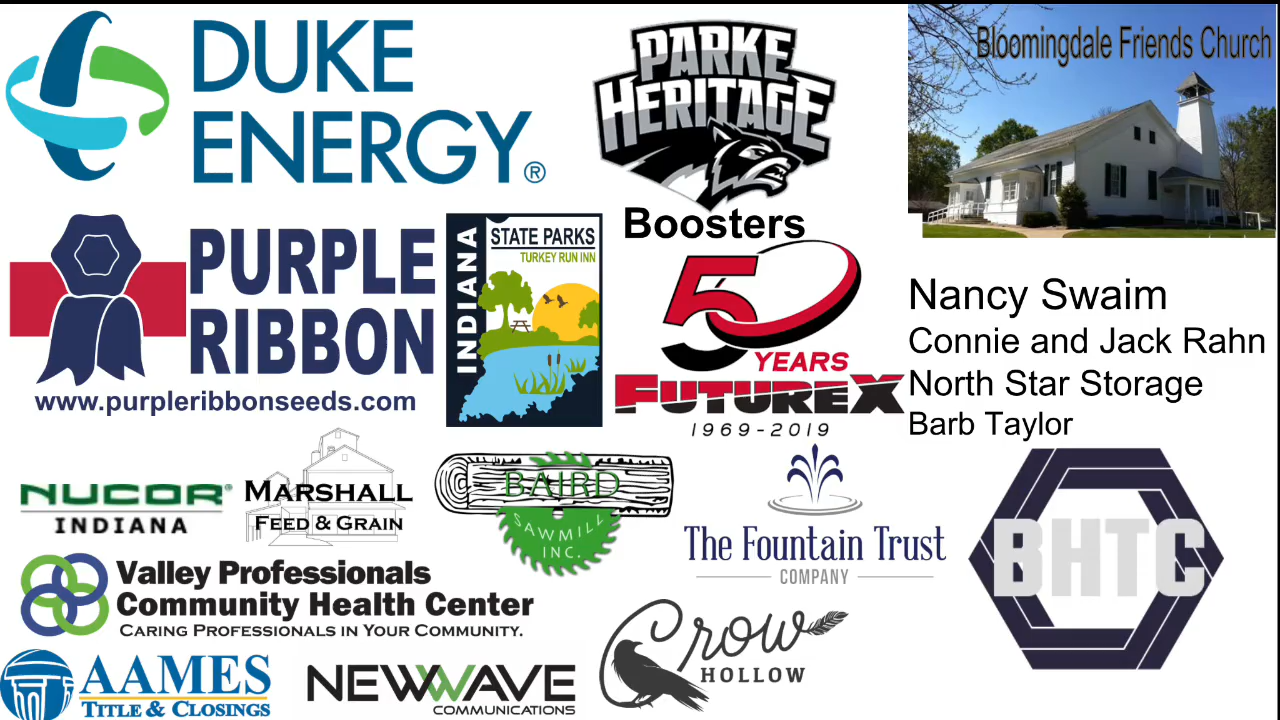 DUKE
ENERGY®
PARKE
HERITAGE
Boosters
Bloomingdale Friends Church
PURPLE
RIBBON
www.purpleribbonseeds.com
INDIANA
STATE PARKS
TURKEY RUN INN
50
YEARS
FUTUREX
1969-2019
Nancy Swaim
Connie and Jack Rahn
North Star Storage
Barb Taylor
NUCOR®
INDIANA
MARSHALL
FEED & GRAIN
BAIRD
SAWMILL
INC.
The Fountain Trust
COMPANY
BHTC
Valley Professionals
Community Health Center
CARING PROFESSIONALS IN YOUR COMMUNITY.
AAMES
TITLE & CLOSINGS
NEWWAVE
COMMUNICATIONS
Crow
HOLLOW